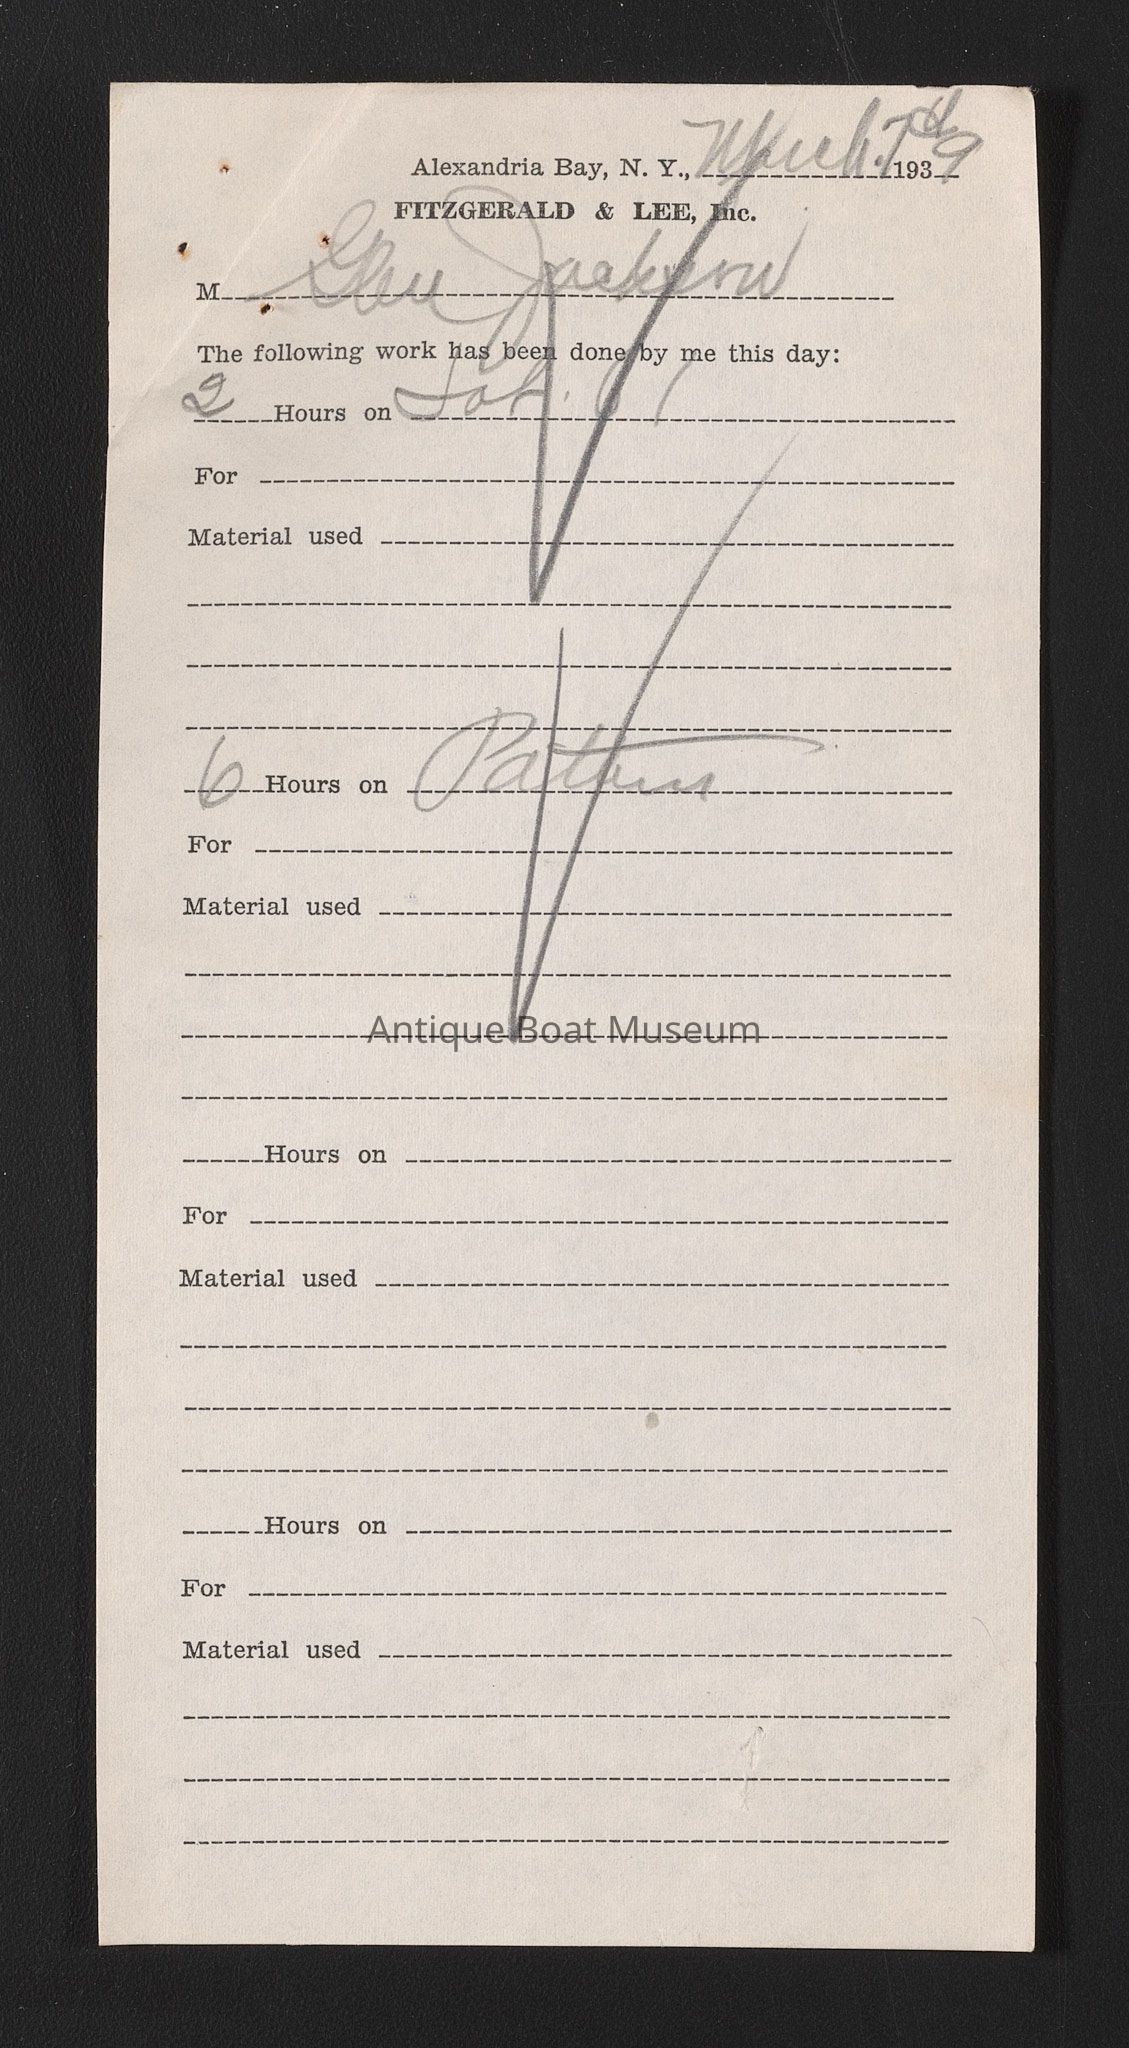 Alexandria Bay, N. Y., March. 7th 1939
FITZGERALD & LEE, Inc.
M Glen Jackson
The following work has been done by me this day:
2 Hours on Job.
For
Material used
6 Hours on Pattern
For
Material used
Antique Boat Museum
Hours on
For
Material used
Hours on
For
Material used